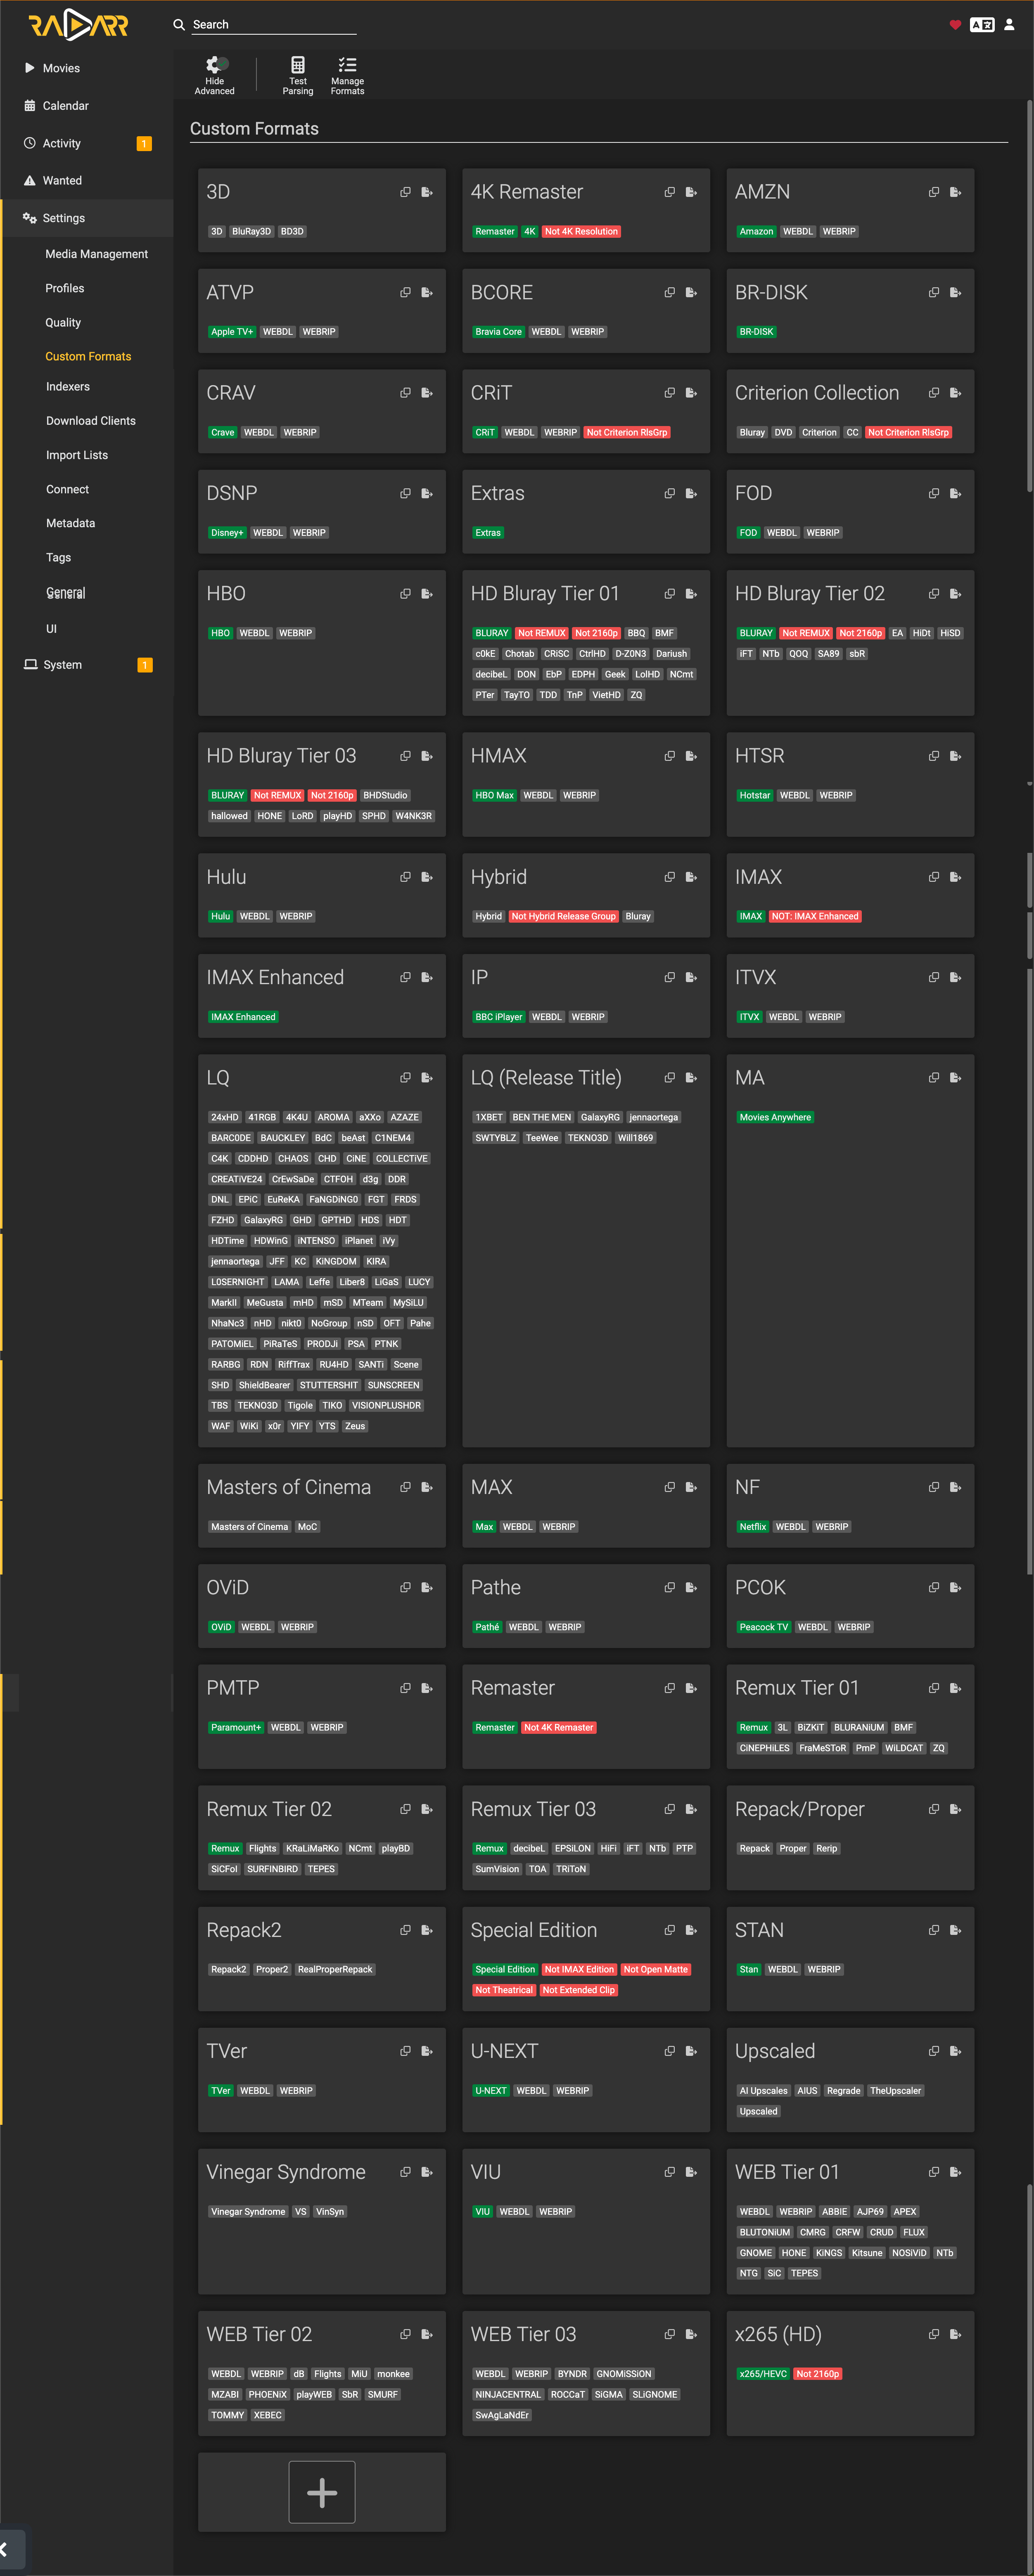 RADARR
Search
Movies
Calendar
Activity 1
Wanted
Settings
Media Management
Profiles
Quality
Custom Formats
Indexers
Download Clients
Import Lists
Connect
Metadata
Tags
General
UI
System 1
Hide
Advanced
Test
Parsing
Manage
Formats
Custom Formats
3D
3D BluRay3D BD3D
4K Remaster
Remaster 4K Not 4K Resolution
AMZN
Amazon WEBDL WEBRIP
ATVP
Apple TV+ WEBDL WEBRIP
BCORE
Bravia Core WEBDL WEBRIP
BR-DISK
BR-DISK
CRAV
Crave WEBDL WEBRIP
CRiT
CRiT WEBDL WEBRIP Not Criterion RlsGrp
Criterion Collection
Bluray DVD Criterion CC Not Criterion RlsGrp
DSNP
Disney+ WEBDL WEBRIP
Extras
Extras
FOD
FOD WEBDL WEBRIP
HBO
HBO WEBDL WEBRIP
HD Bluray Tier 01
BLURAY Not REMUX Not 2160p BBQ BMF
c0kE Chotab CRiSC CtrlHD D-Z0N3 Dariush
decibeL DON EbP EDPH Geek LolHD NCmt
PTer TayTO TDD TnP VietHD ZQ
HD Bluray Tier 02
BLURAY Not REMUX Not 2160p EA HiDt HiSD
iFT NTb QOQ SA89 sbR
HD Bluray Tier 03
BLURAY Not REMUX Not 2160p BHDStudio
hallowed HONE LoRD playHD SPHD W4NK3R
HMAX
HBO Max WEBDL WEBRIP
HTSR
Hotstar WEBDL WEBRIP
Hulu
Hulu WEBDL WEBRIP
Hybrid
Hybrid Not Hybrid Release Group Bluray
IMAX
IMAX NOT: IMAX Enhanced
IMAX Enhanced
IMAX Enhanced
IP
BBC iPlayer WEBDL WEBRIP
ITVX
ITVX WEBDL WEBRIP
LQ
24xHD 41RGB 4K4U AROMA aXXo AZAZE
BARC0DE BAUCKLEY BdC beAst C1NEM4
C4K CDDHD CHAOS CHD CiNE COLLECTiVE
CREATiVE24 CrEwSaDe CTFOH d3g DDR
DNL EPiC EuReKA FaNGDiNG0 FGT FRDS
FZHD GalaxyRG GHD GPTHD HDS HDT
HDTime HDWinG iNTENSO iPlanet iVy
jennaortega JFF KC KiNGDOM KIRA
L0SERNIGHT LAMA Leffe Liber8 LiGaS LUCY
MarkII MeGusta mHD mSD MTeam MySiLU
NhaNc3 nHD nikt0 NoGroup nSD OFT Pahe
PATOMiEL PiRaTeS PRODJi PSA PTNK
RARBG RDN RiffTrax RU4HD SANTi Scene
SHD ShieldBearer STUTTERSHIT SUNSCREEN
TBS TEKNO3D Tigole TIKO VISIONPLUSHDR
WAF WiKi x0r YIFY YTS Zeus
LQ (Release Title)
1XBET BEN THE MEN GalaxyRG jennaortega
SWTYBLZ TeeWee TEKNO3D Will1869
MA
Movies Anywhere
Masters of Cinema
Masters of Cinema MoC
MAX
Max WEBDL WEBRIP
NF
Netflix WEBDL WEBRIP
OViD
OViD WEBDL WEBRIP
Pathe
Pathé WEBDL WEBRIP
PCOK
Peacock TV WEBDL WEBRIP
PMTP
Paramount+ WEBDL WEBRIP
Remaster
Remaster Not 4K Remaster
Remux Tier 01
Remux 3L BiZKiT BLURANiUM BMF
CiNEPHiLES FraMeSToR PmP WiLDCAT ZQ
Remux Tier 02
Remux Flights KRaLiMaRKo NCmt playBD
SiCFoI SURFINBIRD TEPES
Remux Tier 03
Remux decibeL EPSiLON HiFi iFT NTb PTP
SumVision TOA TRiToN
Repack/Proper
Repack Proper Rerip
Repack2
Repack2 Proper2 RealProperRepack
Special Edition
Special Edition Not IMAX Edition Not Open Matte
Not Theatrical Not Extended Clip
STAN
Stan WEBDL WEBRIP
TVer
TVer WEBDL WEBRIP
U-NEXT
U-NEXT WEBDL WEBRIP
Upscaled
AI Upscales AIUS Regrade TheUpscaler
Upscaled
Vinegar Syndrome
Vinegar Syndrome VS VinSyn
VIU
VIU WEBDL WEBRIP
WEB Tier 01
WEBDL WEBRIP ABBIE AJP69 APEX
BLUTONiUM CMRG CRFW CRUD FLUX
GNOME HONE KiNGS Kitsune NOSiViD NTb
NTG SiC TEPES
WEB Tier 02
WEBDL WEBRIP dB Flights MiU monkee
MZABI PHOENiX playWEB SbR SMURF
TOMMY XEBEC
WEB Tier 03
WEBDL WEBRIP BYNDR GNOMiSSiON
NINJACENTRAL ROCCaT SiGMA SLiGNOME
SwAgLaNdEr
x265 (HD)
x265/HEVC Not 2160p